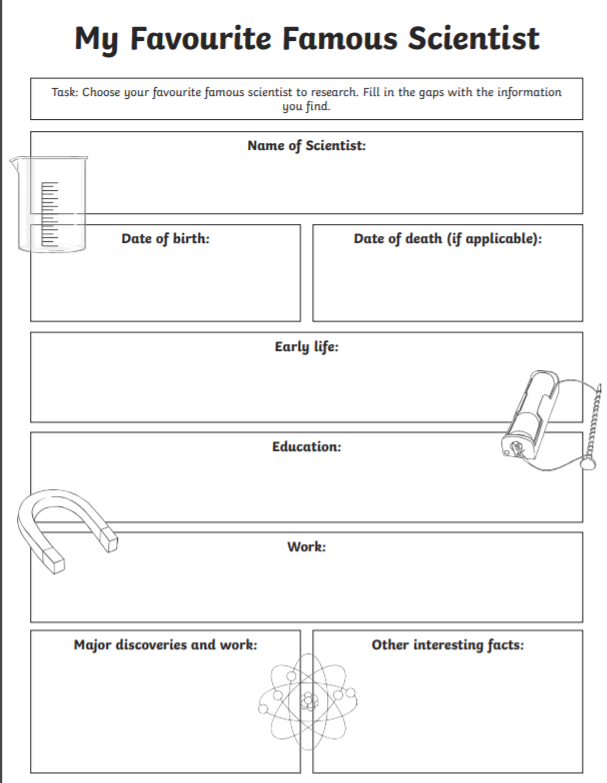 My Favourite Famous Scientist
Task: Choose your favourite famous scientist to research. Fill in the gaps with the information
you find.
Name of Scientist:
Date of birth:
Date of death (if applicable):
Early life:
Education:
Work:
Major discoveries and work:
Other interesting facts: